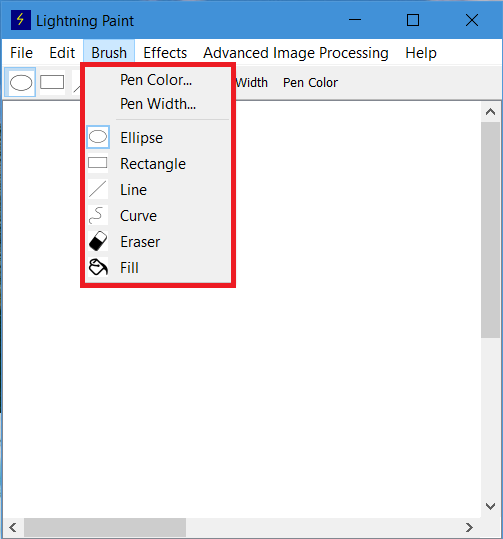 Lightning Paint
File Edit Brush Effects Advanced Image Processing Help
Width Pen Color
Pen Color...
Pen Width...
Ellipse
Rectangle
Line
Curve
Eraser
Fill